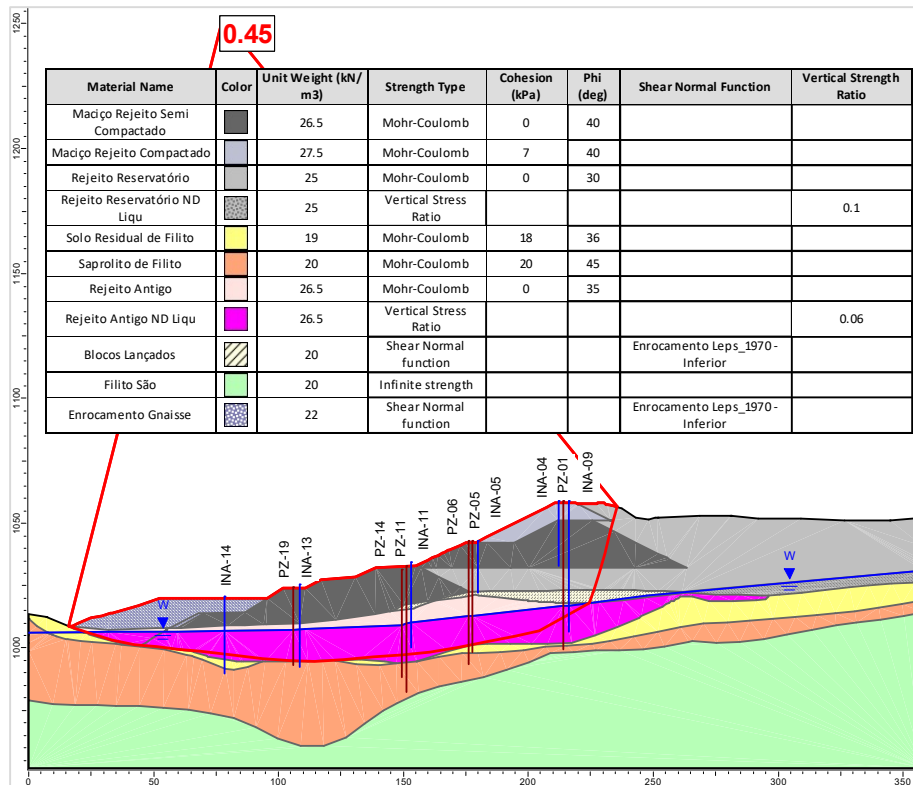 0.45
Material Name Color Unit Weight (kN/ m3) Strength Type Cohesion (kPa) Phi (deg) Shear Normal Function Vertical Strength Ratio
Maciço Rejeito Semi Compactado 26.5 Mohr-Coulomb 0 40
Maciço Rejeito Compactado 27.5 Mohr-Coulomb 7 40
Rejeito Reservatório 25 Mohr-Coulomb 0 30
Rejeito Reservatório ND Liqu 25 Vertical Stress Ratio 0.1
Solo Residual de Filito 19 Mohr-Coulomb 18 36
Saprolito de Filito 20 Mohr-Coulomb 20 45
Rejeito Antigo 26.5 Mohr-Coulomb 0 35
Rejeito Antigo ND Liqu 26.5 Vertical Stress Ratio 0.06
Blocos Lançados 20 Shear Normal function Enrocamento Leps_1970 - Inferior
Filito São 20 Infinite strength
Enrocamento Gnaisse 22 Shear Normal function Enrocamento Leps_1970 - Inferior
1250
1200
1150
1100
1050
1000
INA-14
PZ-19
INA-13
PZ-14
PZ-11
INA-11
PZ-06
PZ-05
INA-05
INA-04
PZ-01
INA-09
W
W
0 50 100 150 200 250 300 350